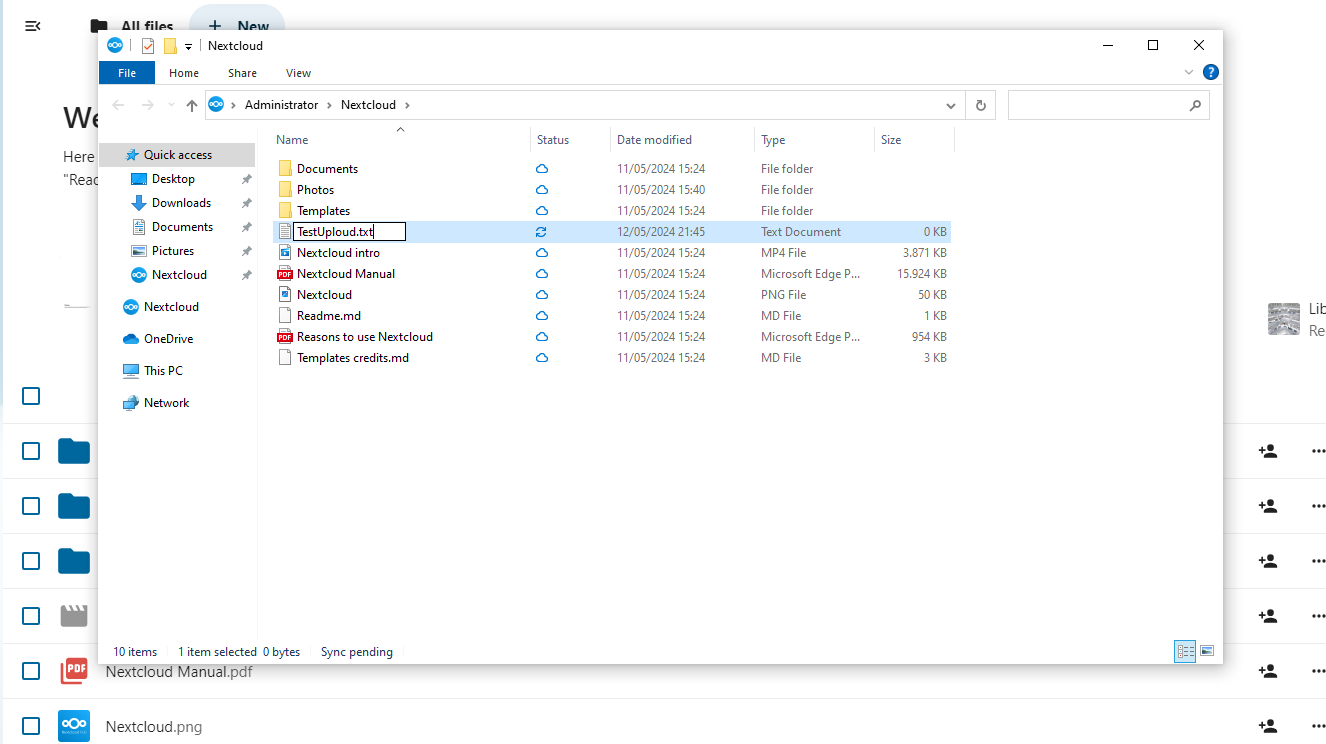 All files + New
Nextcloud
File Home Share View
Administrator > Nextcloud >
We
Here
"Reac
Quick access
Desktop
Downloads
Documents
Pictures
Nextcloud
Nextcloud
OneDrive
This PC
Network
Name Status Date modified Type Size
Documents 11/05/2024 15:24 File folder
Photos 11/05/2024 15:40 File folder
Templates 11/05/2024 15:24 File folder
TestUploud.txt 12/05/2024 21:45 Text Document 0 KB
Nextcloud intro 11/05/2024 15:24 MP4 File 3.871 KB
PDF Nextcloud Manual 11/05/2024 15:24 Microsoft Edge P... 15.924 KB
Nextcloud 11/05/2024 15:24 PNG File 50 KB
Readme.md 11/05/2024 15:24 MD File 1 KB
PDF Reasons to use Nextcloud 11/05/2024 15:24 Microsoft Edge P... 954 KB
Templates credits.md 11/05/2024 15:24 MD File 3 KB
Lib
Re
10 items 1 item selected 0 bytes Sync pending
PDF Nextcloud Manual.pdf
Nextcloud.png